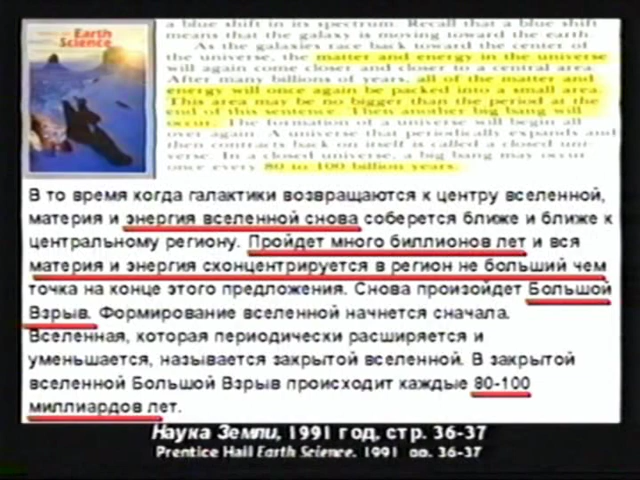 Earth
Science
a blue shift in its spectrum. Recall that a blue shift
means that the galaxy is moving toward the earth.
As the galaxies race back toward the center of
the universe, the matter and energy in the universe
will again come closer and closer to a central area.
After many billions of years, all of the matter and
energy will once again be packed into a small area.
This area may be no bigger than the period at the
end of this sentence. Then another big bang will
occur. The formation of a universe will begin all
over again. A universe that periodically expands and
then contracts back on itself is called a closed uni-
verse. In a closed universe, a big bang may occur
once every 80 to 100 billion years.
В то время когда галактики возвращаются к центру вселенной,
материя и энергия вселенной снова соберется ближе и ближе к
центральному региону. Пройдет много биллионов лет и вся
материя и энергия сконцентрируется в регион не больший чем
точка на конце этого предложения. Снова произойдет Большой
Взрыв. Формирование вселенной начнется сначала.
Вселенная, которая периодически расширяется и
уменьшается, называется закрытой вселенной. В закрытой
вселенной Большой Взрыв происходит каждые 80-100
миллиардов лет.
Наука Земли, 1991 год, стр. 36-37
Prentice Hall Earth Science, 1991 pp. 36-37